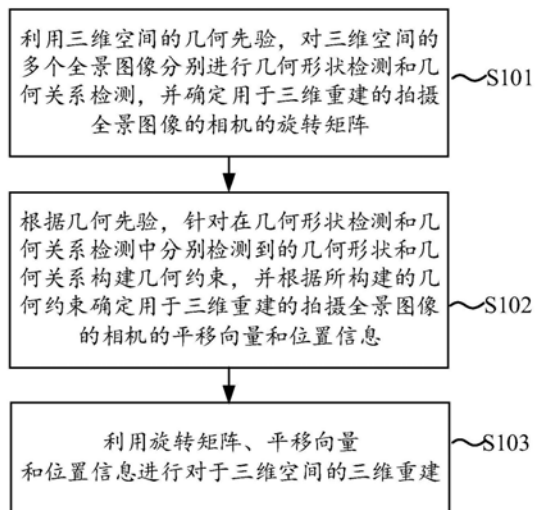 利用三维空间的几何先验，对三维空间的
多个全景图像分别进行几何形状检测和几
何关系检测，并确定用于三维重建的拍摄
全景图像的相机的旋转矩阵
S101
根据几何先验，针对在几何形状检测和几
何关系检测中分别检测到的几何形状和几
何关系构建几何约束，并根据所构建的几
何约束确定用于三维重建的拍摄全景图像
的相机的平移向量和位置信息
S102
利用旋转矩阵、平移向量
和位置信息进行对于三维空间的三维重建
S103